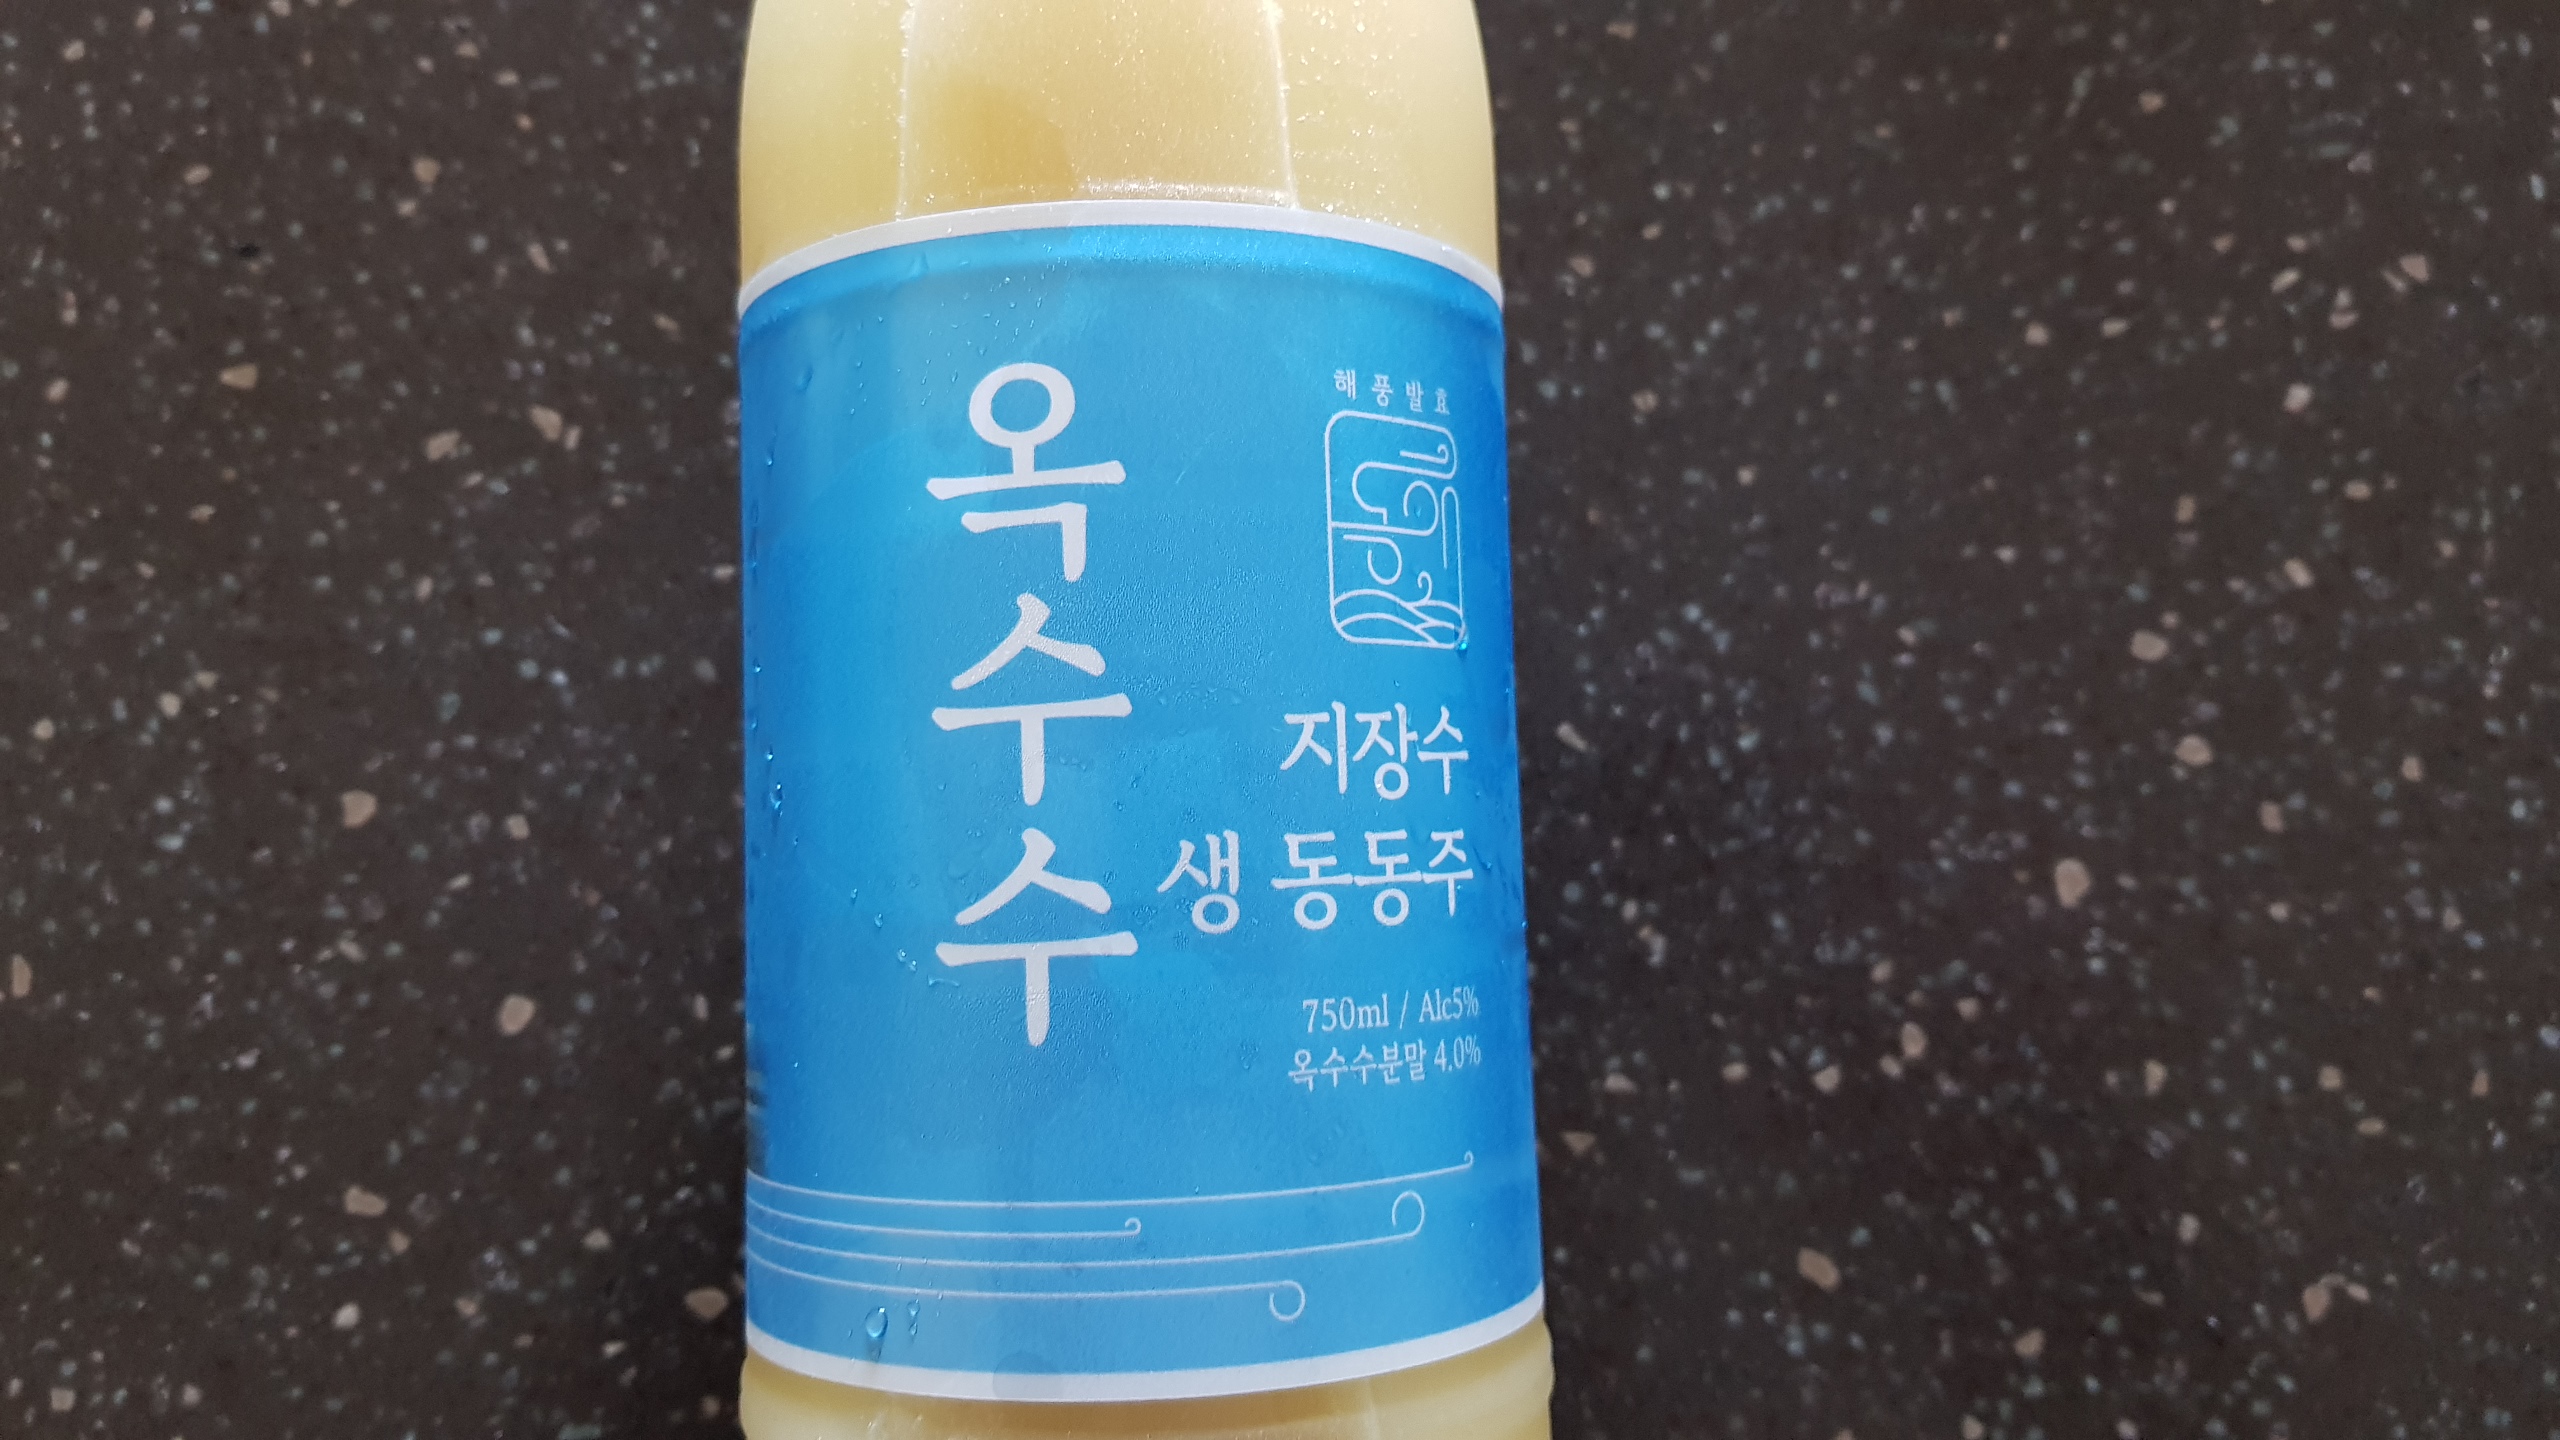 옥수수
해풍발효
지장수
생 동동주
750ml / Alc5%
옥수수분말 4.0%